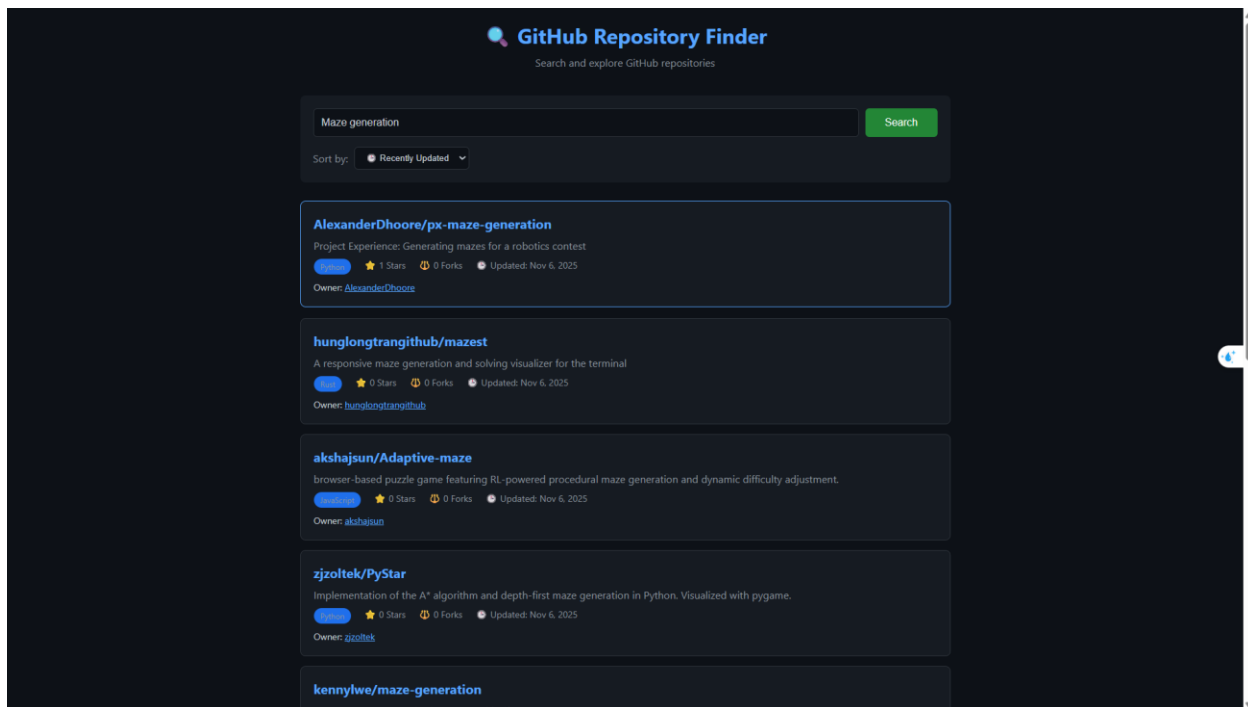 GitHub Repository Finder
Search and explore GitHub repositories
Maze generation
Search
Sort by: Recently Updated
AlexanderDhoore/px-maze-generation
Project Experience: Generating mazes for a robotics contest
Python 1 Stars 0 Forks Updated: Nov 6, 2025
Owner: AlexanderDhoore
hunglongtrangithub/mazest
A responsive maze generation and solving visualizer for the terminal
Rust 0 Stars 0 Forks Updated: Nov 6, 2025
Owner: hunglongtrangithub
akshajsun/Adaptive-maze
browser-based puzzle game featuring RL-powered procedural maze generation and dynamic difficulty adjustment.
JavaScript 0 Stars 0 Forks Updated: Nov 6, 2025
Owner: akshajsun
zjzoltek/PyStar
Implementation of the A* algorithm and depth-first maze generation in Python. Visualized with pygame.
Python 0 Stars 0 Forks Updated: Nov 6, 2025
Owner: zjzoltek
kennylwe/maze-generation